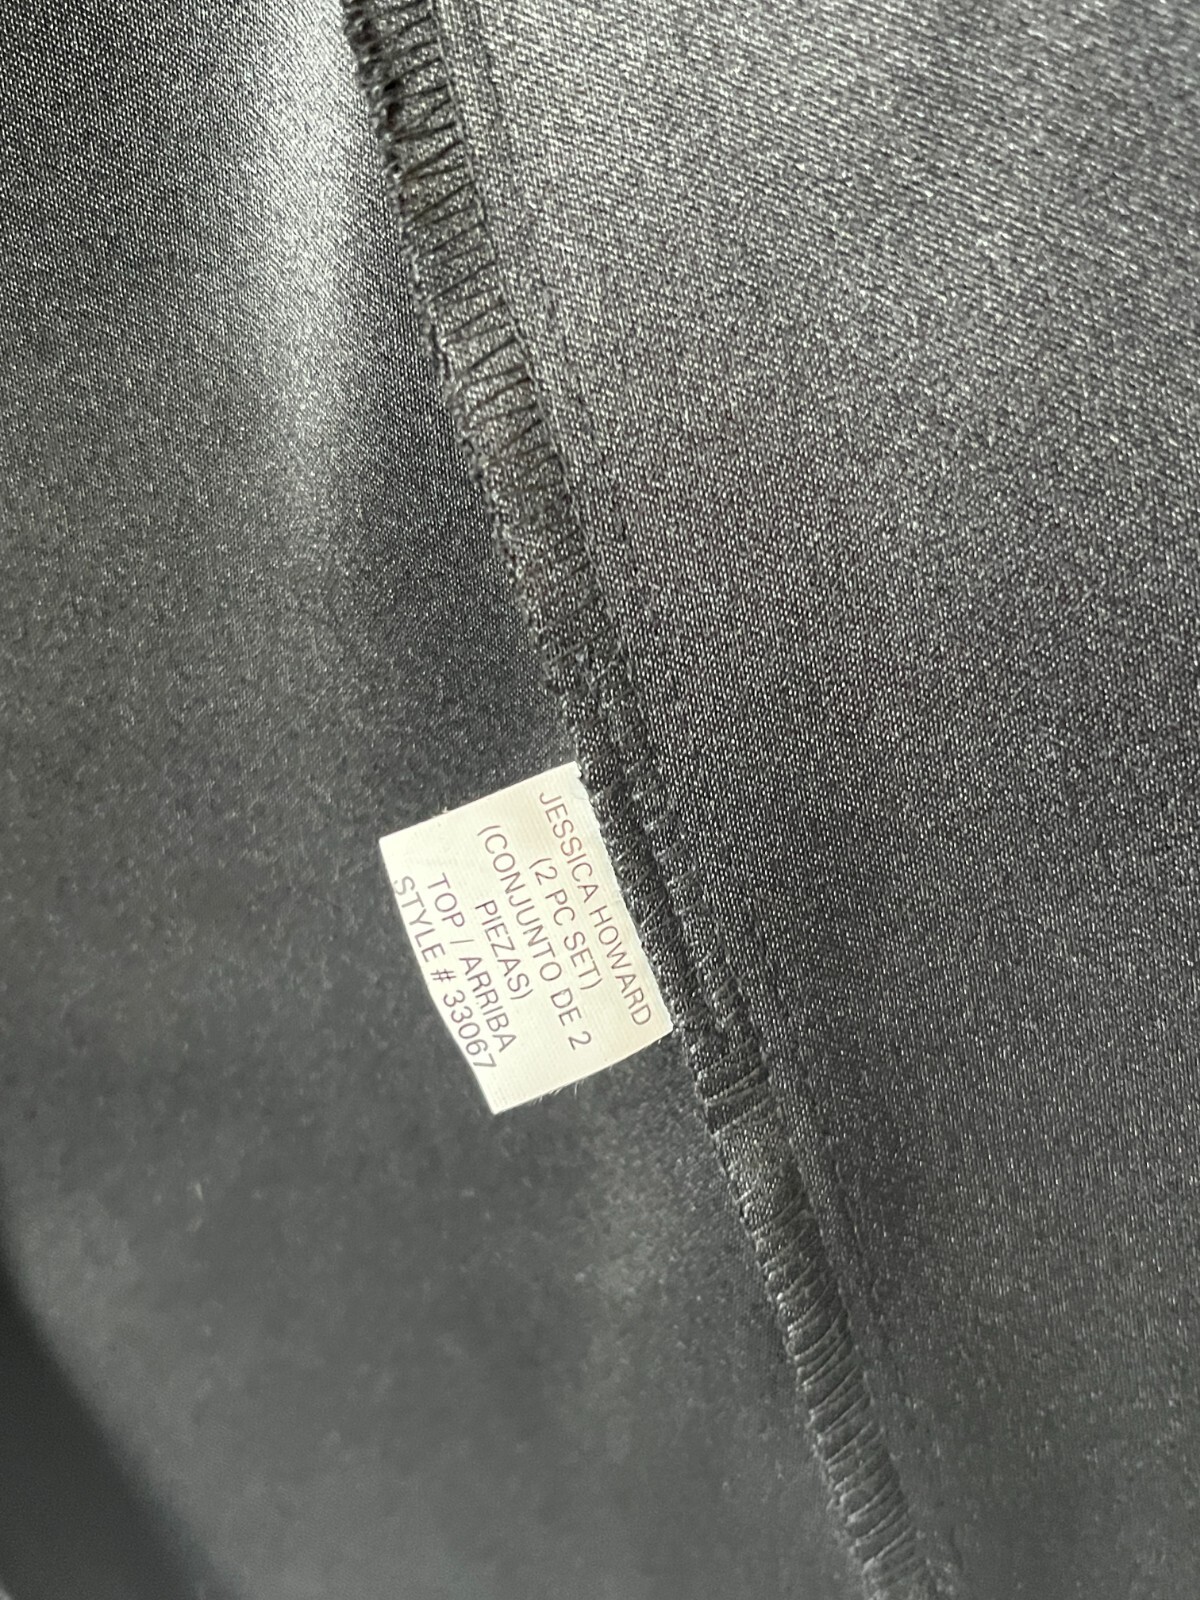 JESSICA HOWARD
(2 PC SET)
(CONJUNTO DE 2
PIEZAS)
TOP / ARRIBA
STYLE # 33067